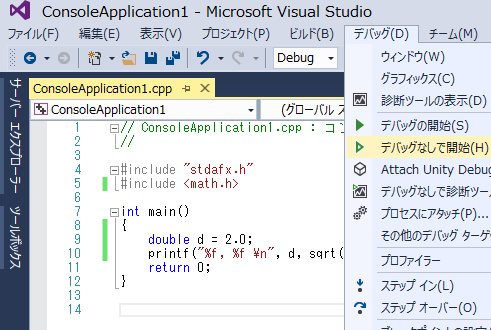 ConsoleApplication1 - Microsoft Visual Studio
ファイル(F) 編集(E) 表示(V) プロジェクト(P) ビルド(B) デバッグ(D) チーム(M)
Debug
ConsoleApplication1.cpp
ConsoleApplication1 (グローバル ス
サーバー エクスプローラー
ツールボックス
1 // ConsoleApplication1.cpp : コン
2 //
3
4 #include "stdafx.h"
5 #include <math.h>
6
7 int main()
8 {
9 double d = 2.0;
10 printf("%f, %f ¥n", d, sqrt(
11 return 0;
12 }
13
14
ウィンドウ(W)
グラフィックス(C)
診断ツールの表示(D)
デバッグの開始(S)
デバッグなしで開始(H)
Attach Unity Debug
デバッグなしで診断ツー
プロセスにアタッチ(P)...
その他のデバッグ ターゲ
プロファイラー
ステップ イン(L)
ステップ オーバー(O)